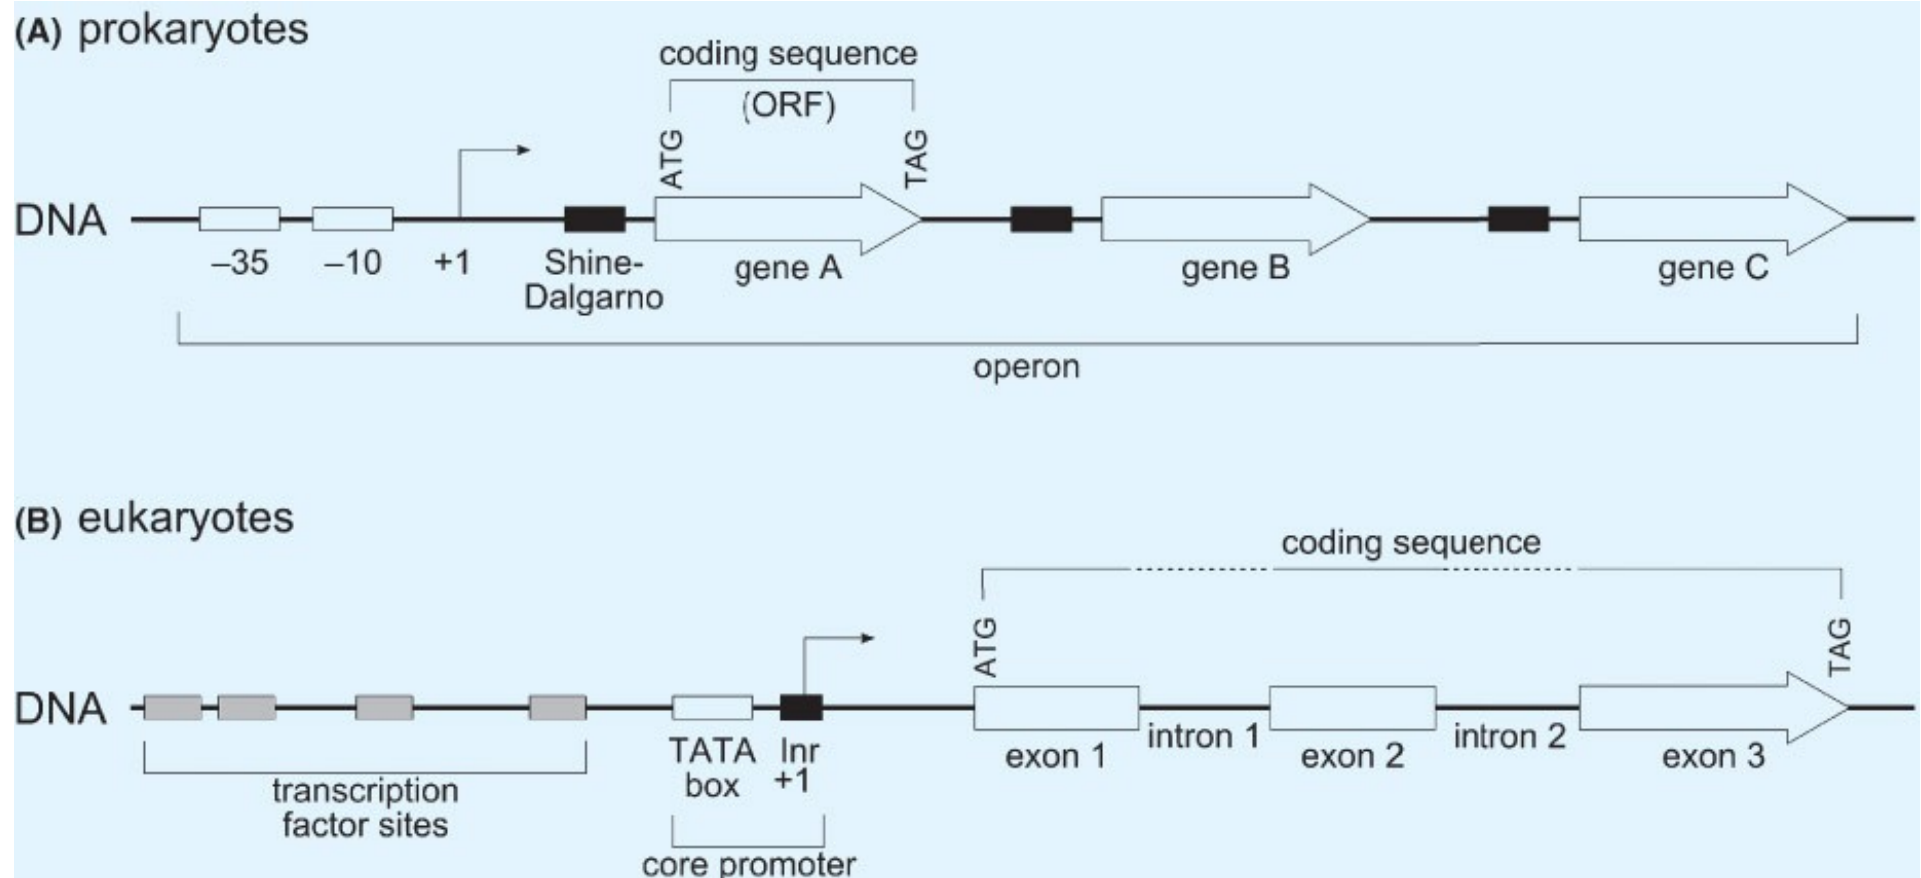 (A) prokaryotes
coding sequence
(ORF)
ATG
TAG
DNA
–35
–10
+1
Shine-
Dalgarno
gene A
gene B
gene C
operon
(B) eukaryotes
coding sequence
ATG
TAG
DNA
TATA
box
Inr
+1
exon 1
intron 1
exon 2
intron 2
exon 3
transcription
factor sites
core promoter